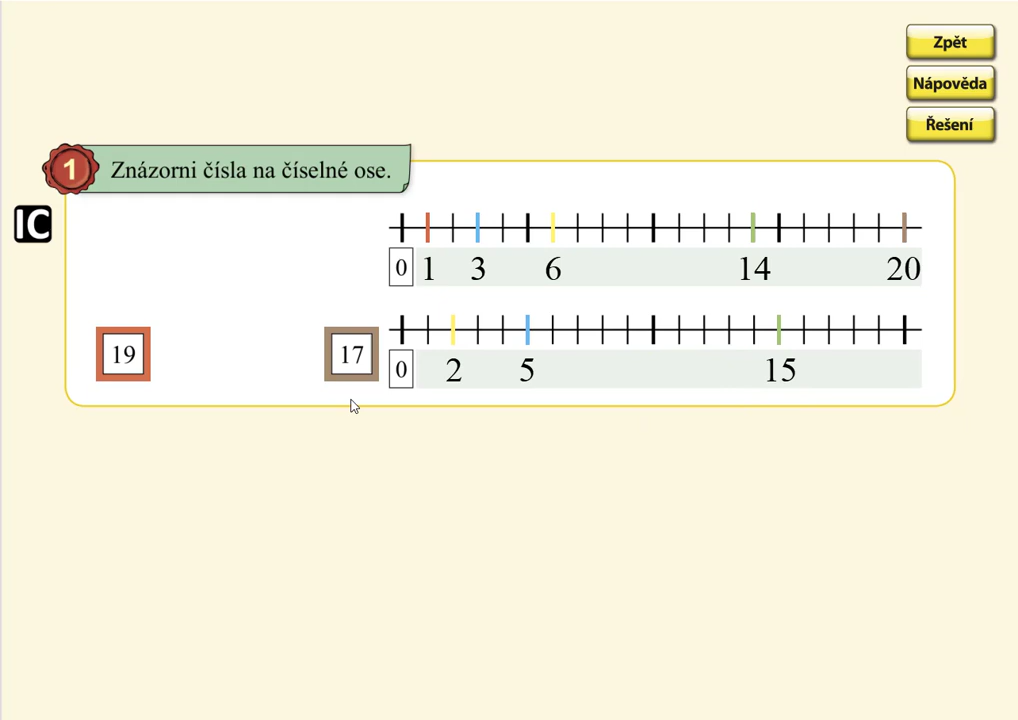 Zpět
Nápověda
Řešení
1 Znázorni čísla na číselné ose.
IC
0 1 3 6 14 20
19 17
0 2 5 15